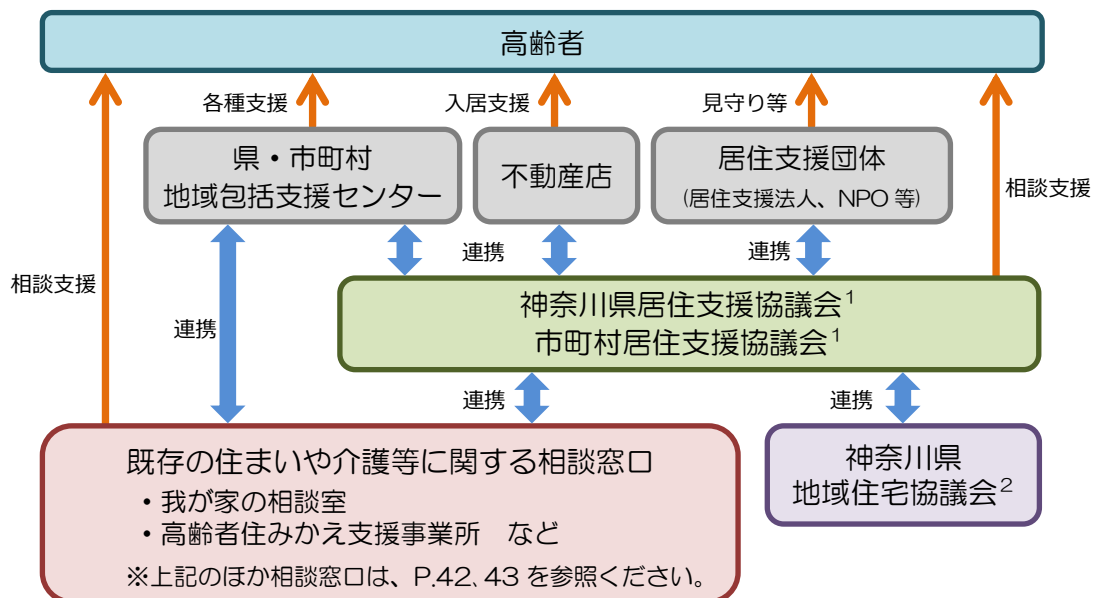 高齢者
各種支援
入居支援
見守り等
県・市町村
地域包括支援センター
不動産店
居住支援団体
(居住支援法人、NPO 等)
相談支援
連携
連携
相談支援
神奈川県居住支援協議会¹
市町村居住支援協議会¹
連携
連携
連携
既存の住まいや介護等に関する相談窓口
・我が家の相談室
・高齢者住みかえ支援事業所　など
※上記のほか相談窓口は、P.42、43 を参照ください。
神奈川県
地域住宅協議会²